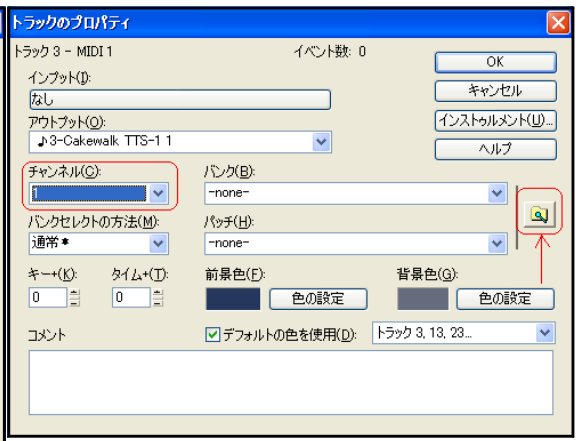 トラックのプロパティ
トラック 3 - MIDI 1
イベント数: 0
OK
インプット(I):
なし
キャンセル
アウトプット(O):
♪3-Cakewalk TTS-1 1
インストゥルメント(U)...
ヘルプ
チャンネル(C):
バンク(B):
1
-none-
バンクセレクトの方法(M):
パッチ(H):
通常*
-none-
キー+(K):
タイム+(T):
前景色(F):
背景色(G):
0
0
色の設定
色の設定
コメント
デフォルトの色を使用(D):
トラック 3, 13, 23...